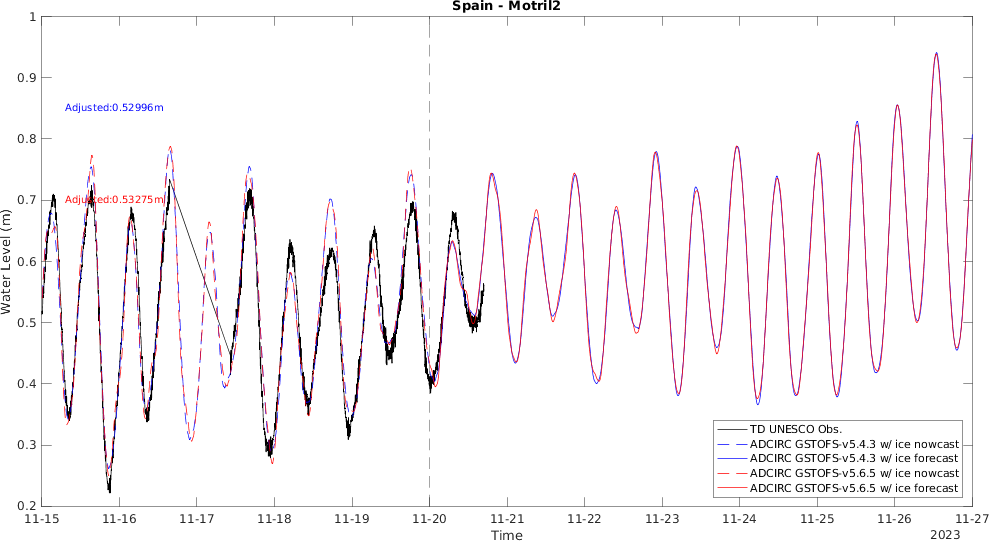 Spain - Motril2
1
0.9
0.8
0.7
0.6
0.5
0.4
0.3
0.2
Water Level (m)
Adjusted:0.52996m
Adjusted:0.53275m
TD UNESCO Obs.
ADCIRC GSTOFS-v5.4.3 w/ ice nowcast
ADCIRC GSTOFS-v5.4.3 w/ ice forecast
ADCIRC GSTOFS-v5.6.5 w/ ice nowcast
ADCIRC GSTOFS-v5.6.5 w/ ice forecast
11-15 11-16 11-17 11-18 11-19 11-20 11-21 11-22 11-23 11-24 11-25 11-26 11-27
Time
2023